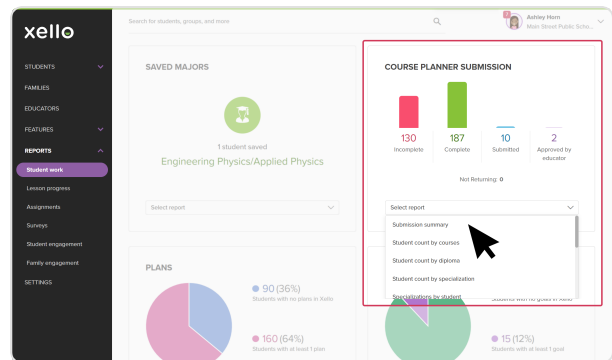 xello
Search for students, groups, and more
7
Ashley Horn
Main Street Public Scho...
STUDENTS
FAMILIES
EDUCATORS
FEATURES
REPORTS
Student work
Lesson progress
Assignments
Surveys
Student engagement
Family engagement
SETTINGS
SAVED MAJORS
1 student saved
Engineering Physics/Applied Physics
Select report
COURSE PLANNER SUBMISSION
130
Incomplete
187
Complete
10
Submitted
2
Approved by
educator
Not Returning: 0
Select report
Submission summary
Student count by courses
Student count by diploma
Student count by specialization
Specializations by student
PLANS
90 (36%)
Students with no plans in Xello
160 (64%)
Students with at least 1 plan
Students with no goals in Xello
15 (12%)
Students with at least 1 goal